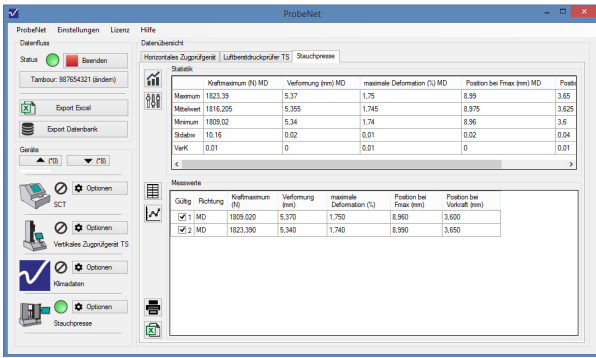 ProbeNet
ProbeNet Einstellungen Lizenz Hilfe
Datenfluss
Status Beenden
Tambour: 987654321 (ändern)
Export Excel
Export Datenbank
Geräte
▲ (°0) ▼ (°8)
Optionen
SCT
Optionen
Vertikales Zugprüfgerät TS
Optionen
Klimadaten
Optionen
Stauchpresse
Datenübersicht
Horizontales Zugprüfgerät Luftberstdruckprüfer TS Stauchpresse
Statistik
Kraftmaximum (N) MD Verformung (mm) MD maximale Deformation (%) MD Position bei Fmax (mm) MD Positi
Maximum 1823,39 5,37 1,75 8,99 3,65
Mittelwert 1816,205 5,355 1,745 8,975 3,625
Minimum 1809,02 5,34 1,74 8,96 3,6
Stdabw 10,16 0,02 0,01 0,02 0,04
VarK 0,01 0 0,01 0 0,01
Messwerte
Gültig Richtung Kraftmaximum (N) Verformung (mm) maximale Deformation (%) Position bei Fmax (mm) Position bei Vorkraft (mm)
1 MD 1809,020 5,370 1,750 8,960 3,600
2 MD 1823,390 5,340 1,740 8,990 3,650